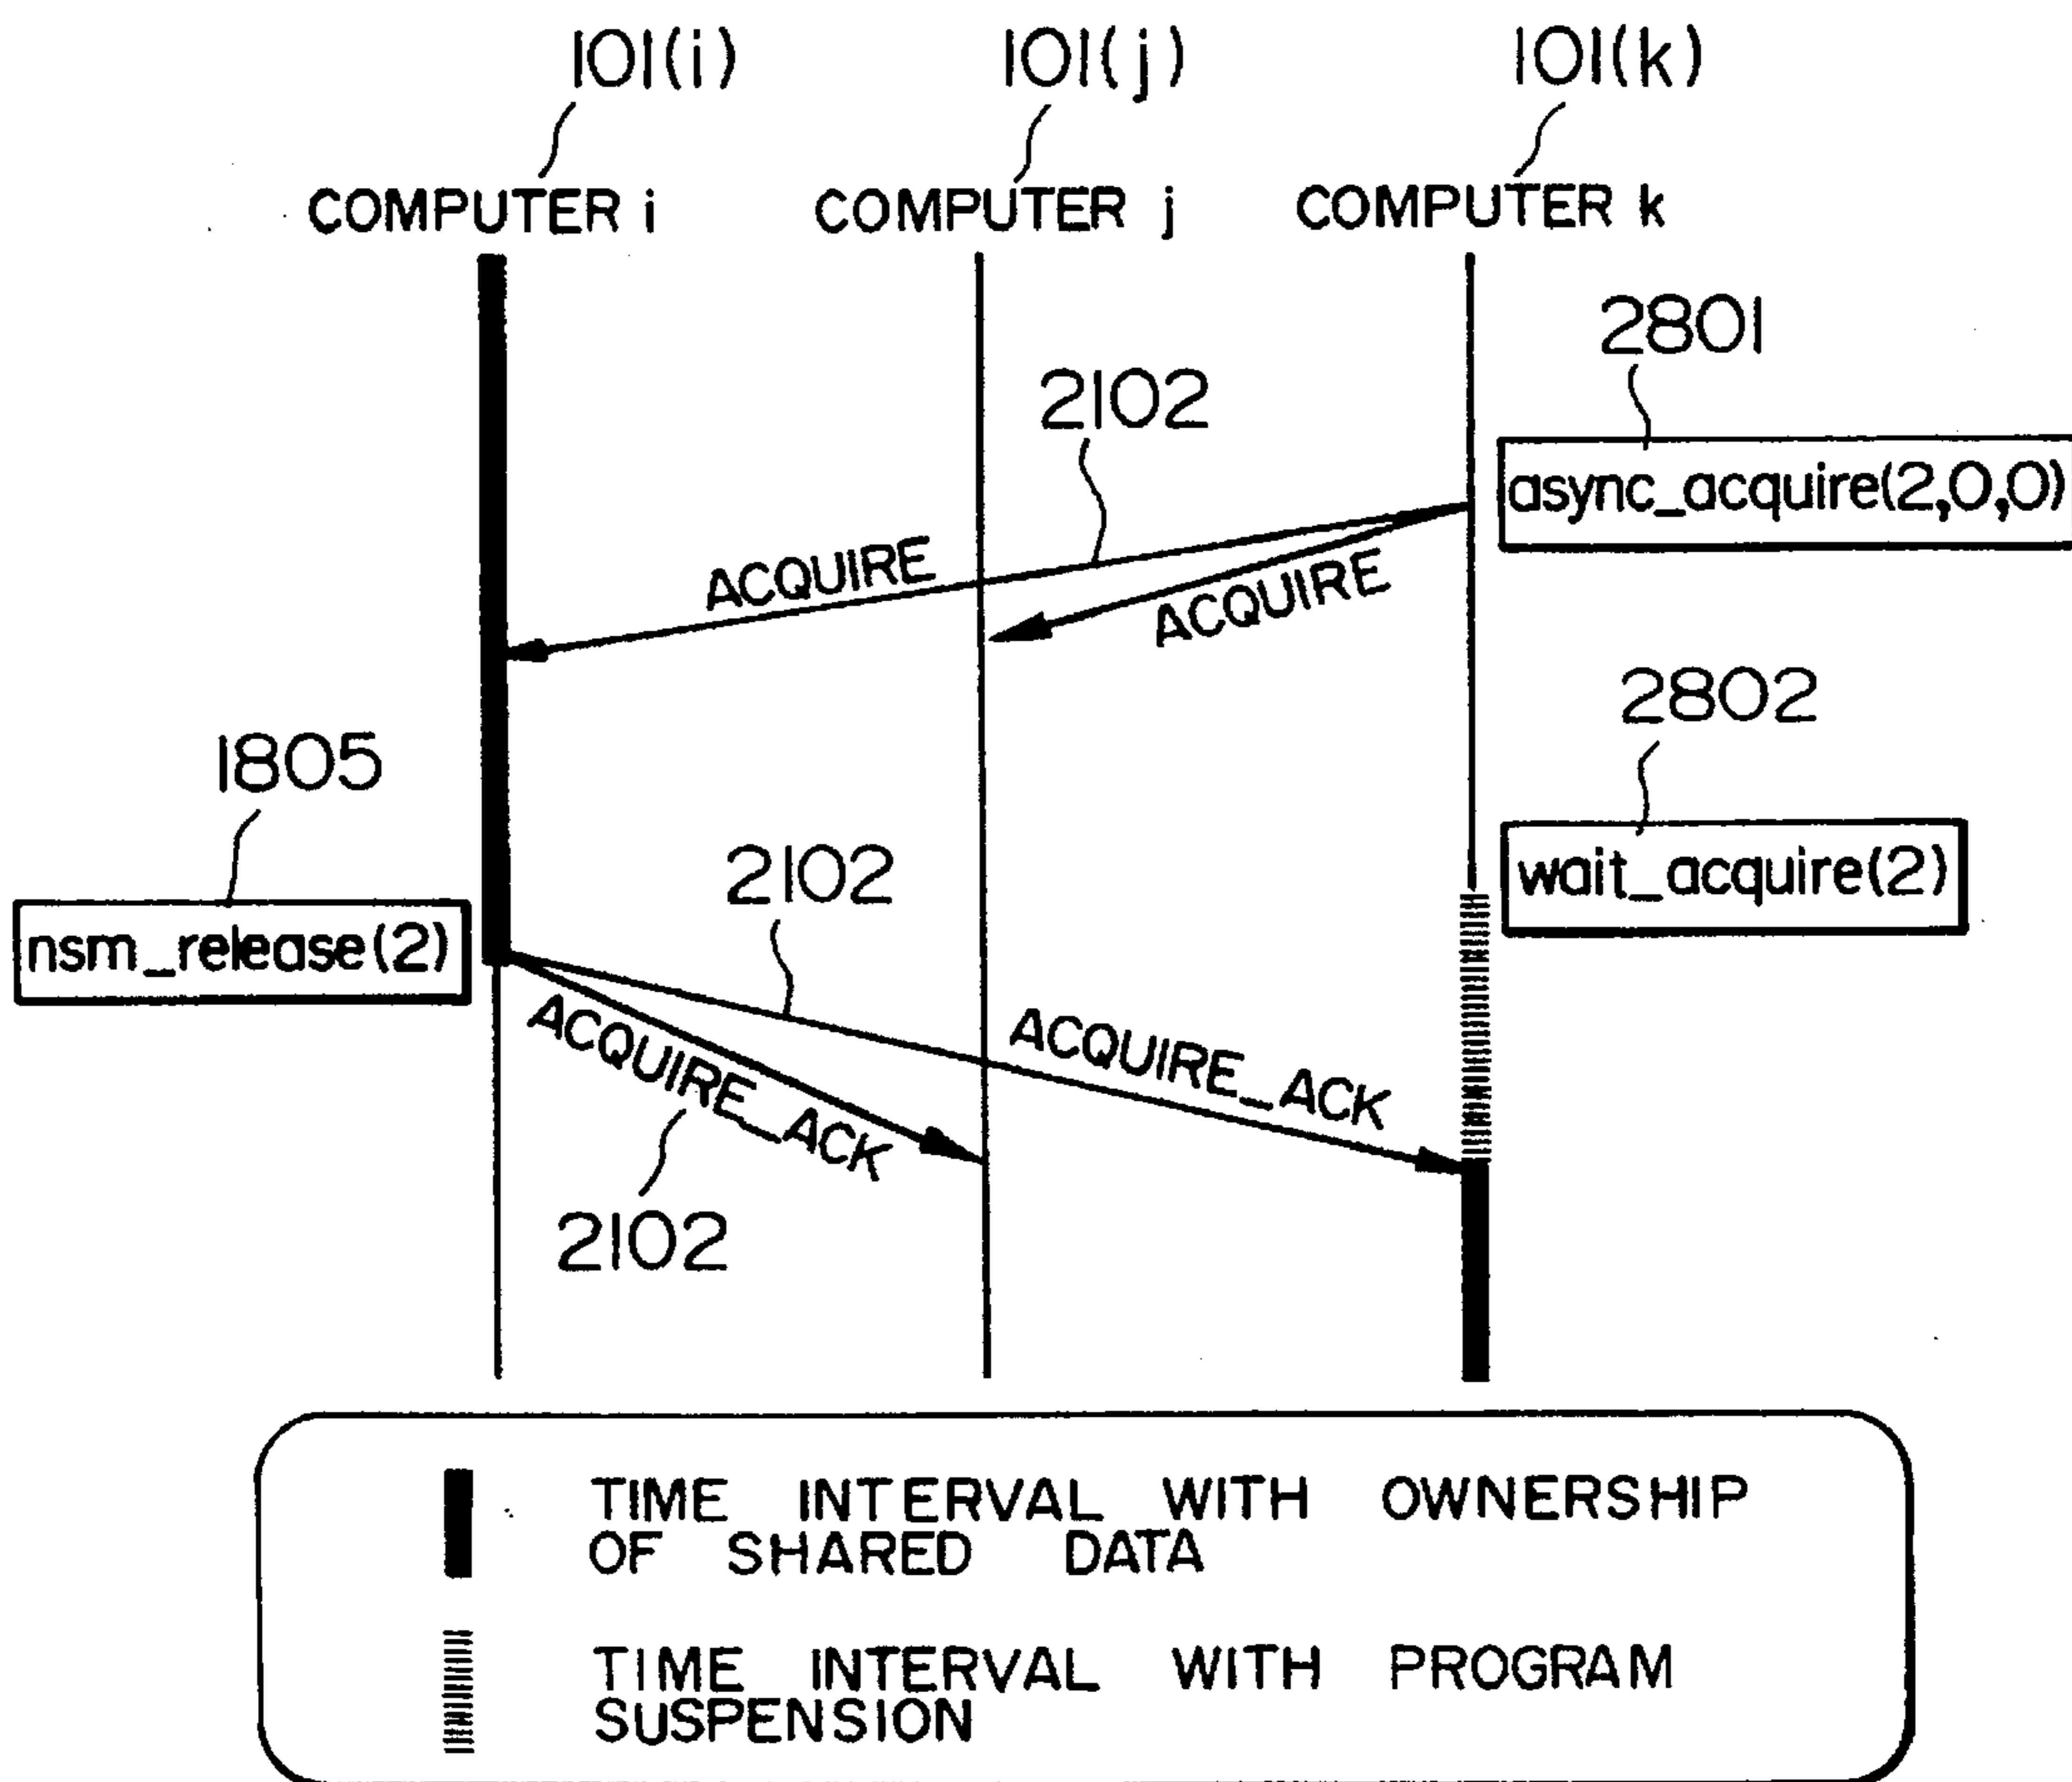 101(i) 101(j) 101(k)
COMPUTER i COMPUTER j COMPUTER k
2801
2102
async_acquire(2,0,0)
ACQUIRE
ACQUIRE
2802
1805
wait_acquire(2)
2102
nsm_release(2)
ACQUIRE_ACK
ACQUIRE_ACK
2102
TIME INTERVAL WITH OWNERSHIP
OF SHARED DATA
TIME INTERVAL WITH PROGRAM
SUSPENSION